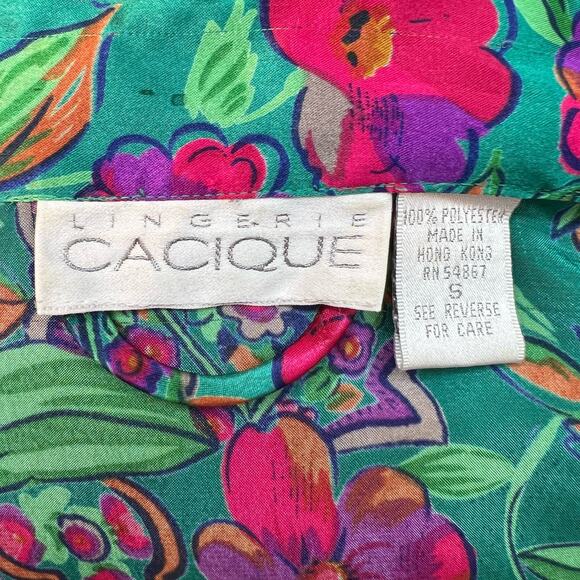 LINGERIE
CACIQUE
100% POLYESTER
MADE IN
HONG KONG
RN 54867
S
SEE REVERSE
FOR CARE